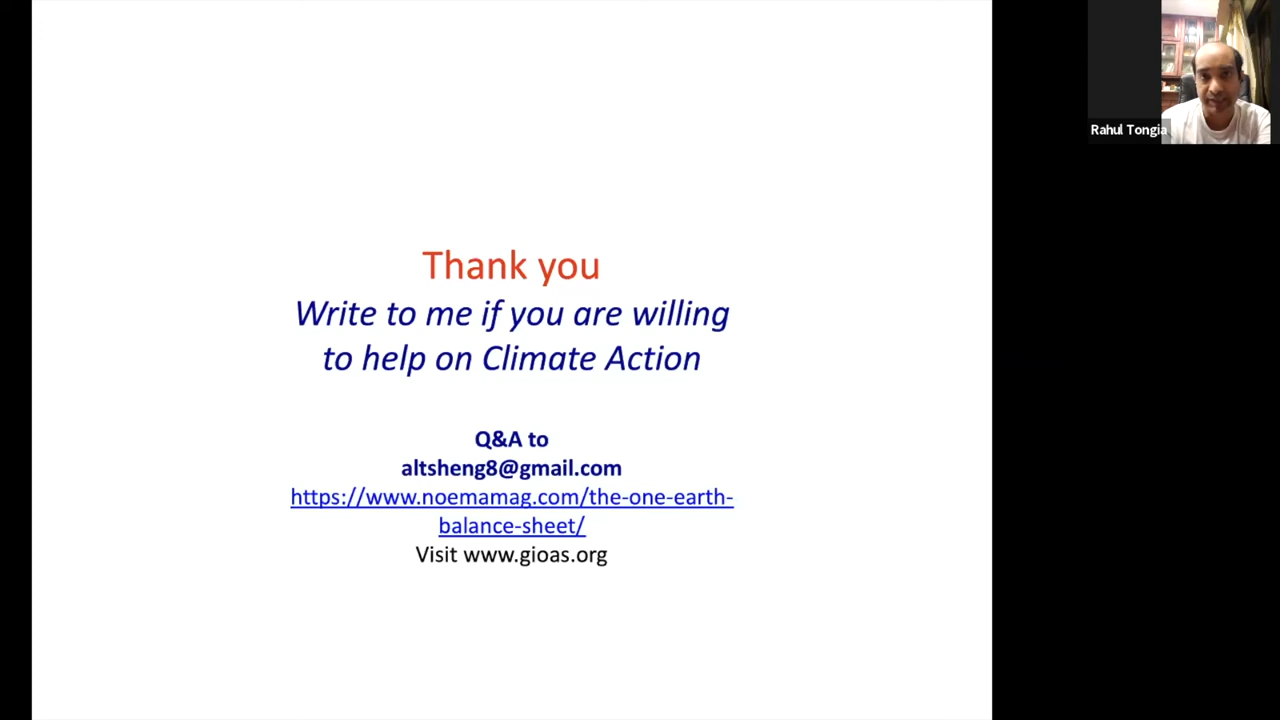 Thank you
Write to me if you are willing
to help on Climate Action
Q&A to
altsheng8@gmail.com
https://www.noemamag.com/the-one-earth-
balance-sheet/
Visit www.gioas.org
Rahul Tongia